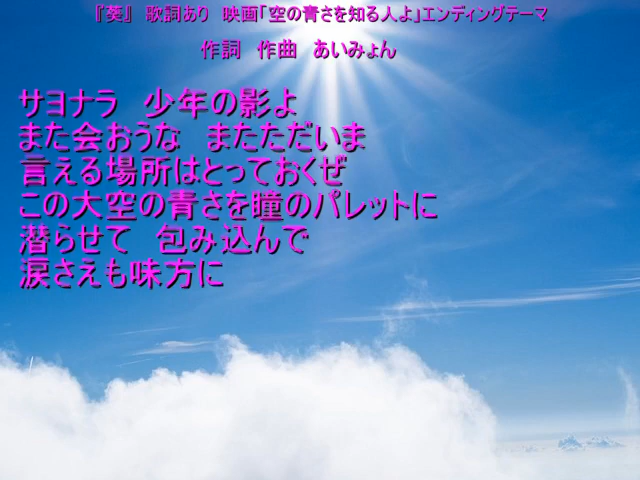 『葵』 歌詞あり 映画「空の青さを知る人よ」エンディングテーマ
作詞 作曲 あいみょん
サヨナラ 少年の影よ
また会おうな またただいま
言える場所はとっておくぜ
この大空の青さを瞳のパレットに
潜らせて 包み込んで
涙さえも味方に